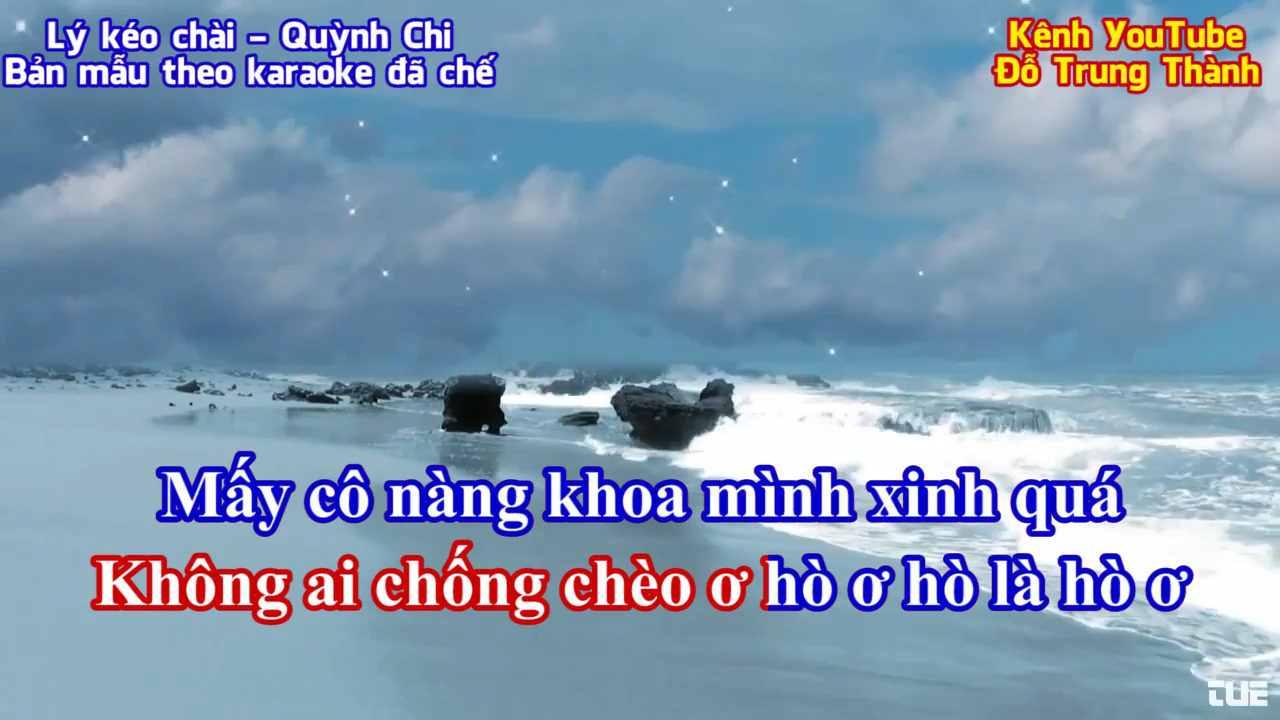 Lý kéo chài – Quỳnh Chi
Bản mẫu theo karaoke đã chế
Kênh YouTube
Đỗ Trung Thành
Mấy cô nàng khoa mình xinh quá
Không ai chống chèo ơ hò ơ hò là hò ơ
TUE